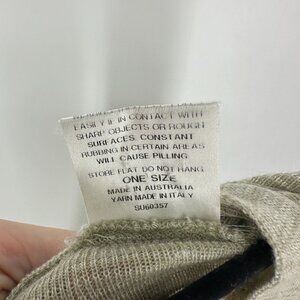 EASILY IF IN CONTACT WITH
SHARP OBJECTS OR ROUGH
SURFACES. CONSTANT
RUBBING IN CERTAIN AREAS
WILL CAUSE PILLING
STORE FLAT DO NOT HANG
ONE SIZE
MADE IN AUSTRALIA
YARN MADE IN ITALY
SU60357